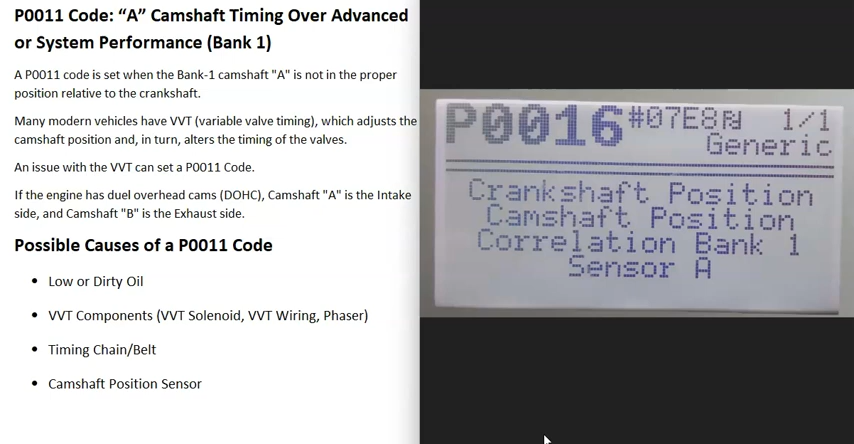 P0011 Code: “A” Camshaft Timing Over Advanced
or System Performance (Bank 1)
A P0011 code is set when the Bank-1 camshaft "A" is not in the proper
position relative to the crankshaft.
Many modern vehicles have VVT (variable valve timing), which adjusts the
camshaft position and, in turn, alters the timing of the valves.
An issue with the VVT can set a P0011 Code.
If the engine has duel overhead cams (DOHC), Camshaft "A" is the Intake
side, and Camshaft "B" is the Exhaust side.
Possible Causes of a P0011 Code
Low or Dirty Oil
VVT Components (VVT Solenoid, VVT Wiring, Phaser)
Timing Chain/Belt
Camshaft Position Sensor
P0016 #07E8 1/1
Generic
Crankshaft Position
Camshaft Position
Correlation Bank 1
Sensor A